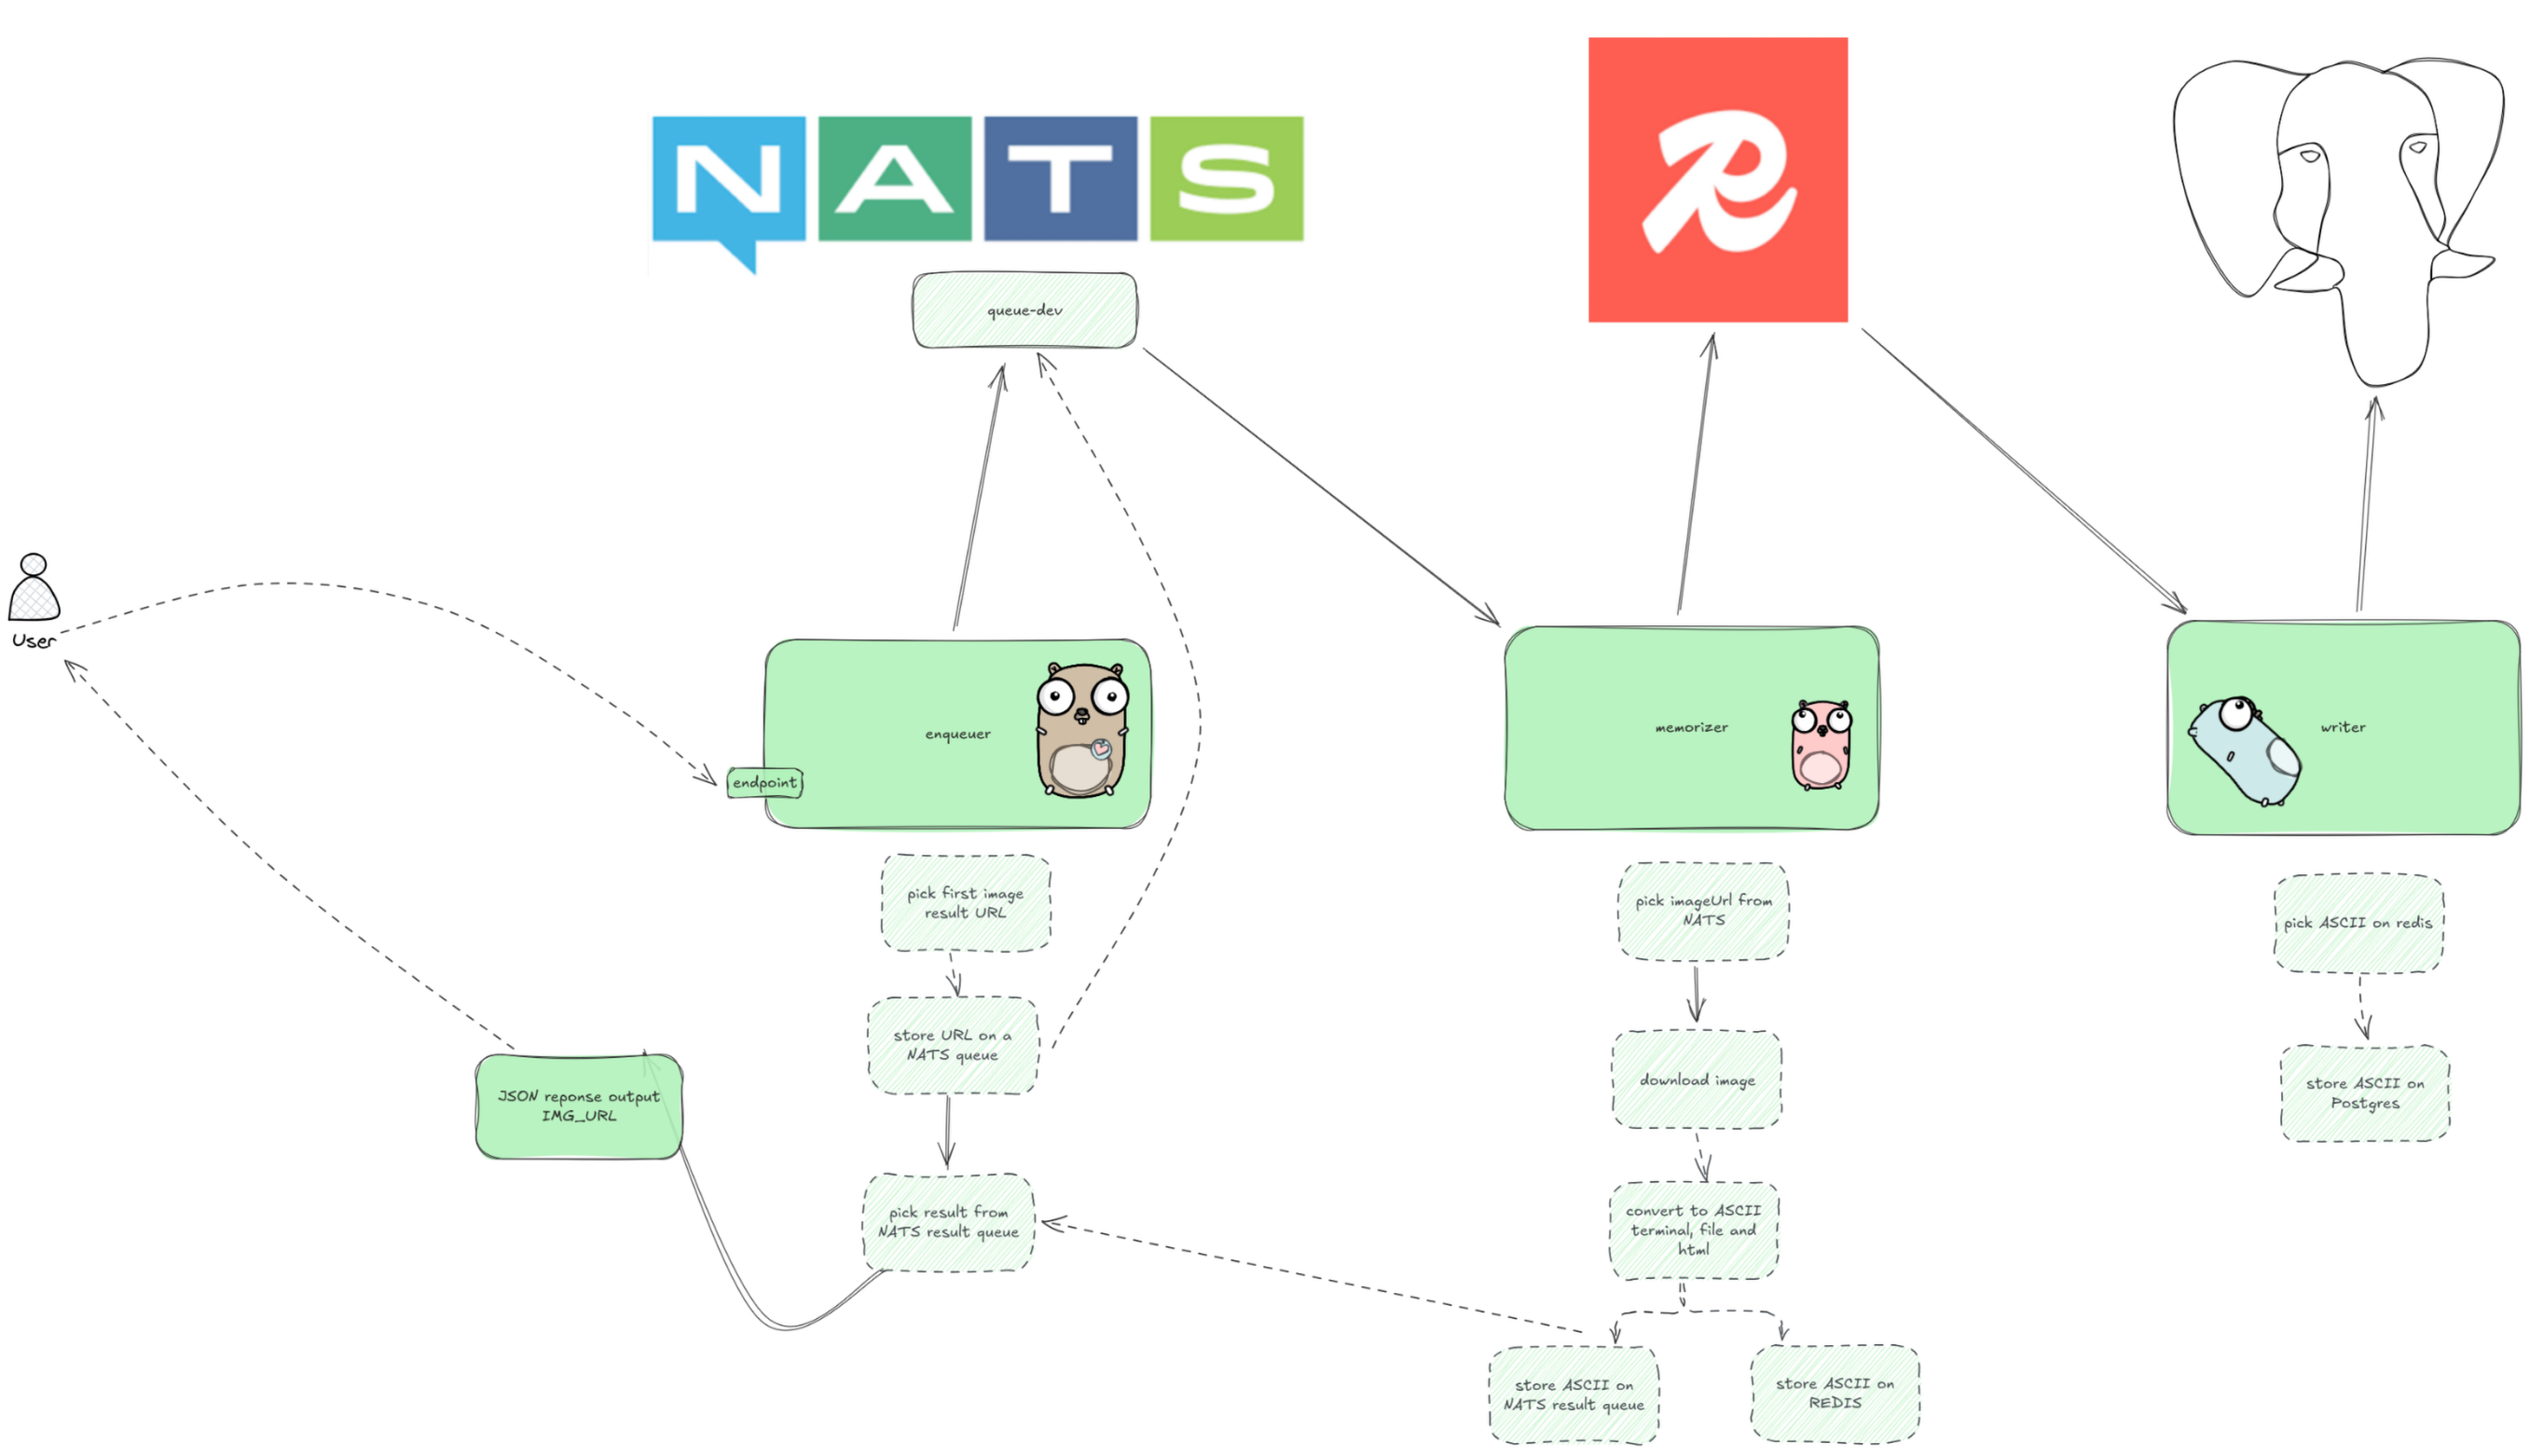 NATS
R
queue-dev
User
enqueuer
endpoint
memorizer
writer
pick first image
result URL
store URL on a
NATS queue
pick result from
NATS result queue
JSON reponse output
IMG_URL
pick imageUrl from
NATS
download image
convert to ASCII
terminal, file and
html
store ASCII on
NATS result queue
store ASCII on
REDIS
pick ASCII on redis
store ASCII on
Postgres